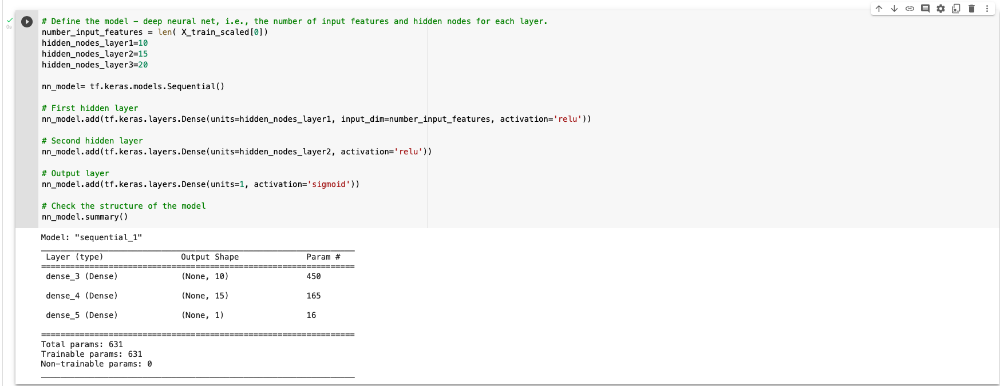 0s
# Define the model – deep neural net, i.e., the number of input features and hidden nodes for each layer.
number_input_features = len( X_train_scaled[0])
hidden_nodes_layer1=10
hidden_nodes_layer2=15
hidden_nodes_layer3=20
nn_model= tf.keras.models.Sequential()
# First hidden layer
nn_model.add(tf.keras.layers.Dense(units=hidden_nodes_layer1, input_dim=number_input_features, activation='relu'))
# Second hidden layer
nn_model.add(tf.keras.layers.Dense(units=hidden_nodes_layer2, activation='relu'))
# Output layer
nn_model.add(tf.keras.layers.Dense(units=1, activation='sigmoid'))
# Check the structure of the model
nn_model.summary()
Model: "sequential_1"
_________________________________________________________________
Layer (type) Output Shape Param #
=================================================================
dense_3 (Dense) (None, 10) 450
dense_4 (Dense) (None, 15) 165
dense_5 (Dense) (None, 1) 16
=================================================================
Total params: 631
Trainable params: 631
Non-trainable params: 0
_________________________________________________________________